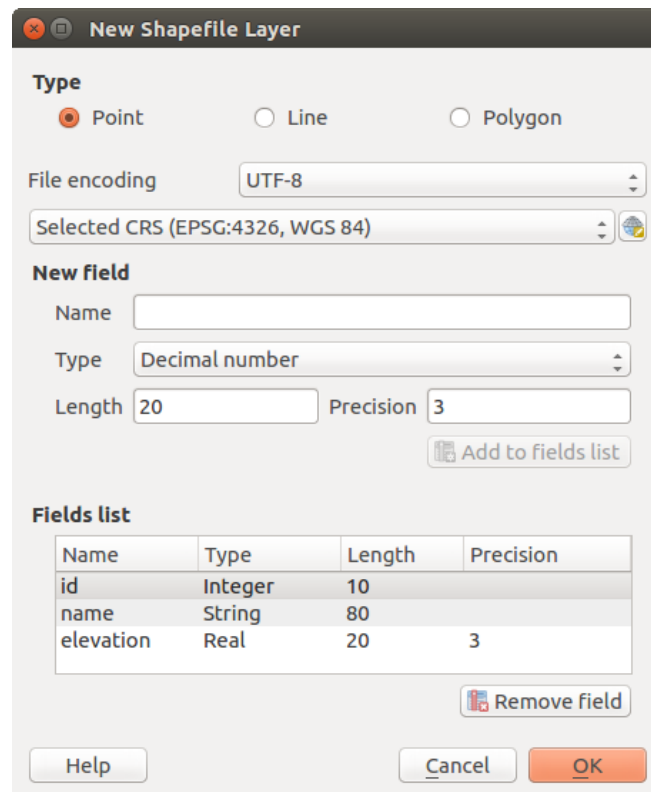 New Shapefile Layer
Type
Point Line Polygon
File encoding UTF-8
Selected CRS (EPSG:4326, WGS 84)
New field
Name
Type Decimal number
Length 20 Precision 3
Add to fields list
Fields list
Name Type Length Precision
id Integer 10
name String 80
elevation Real 20 3
Remove field
Help Cancel OK